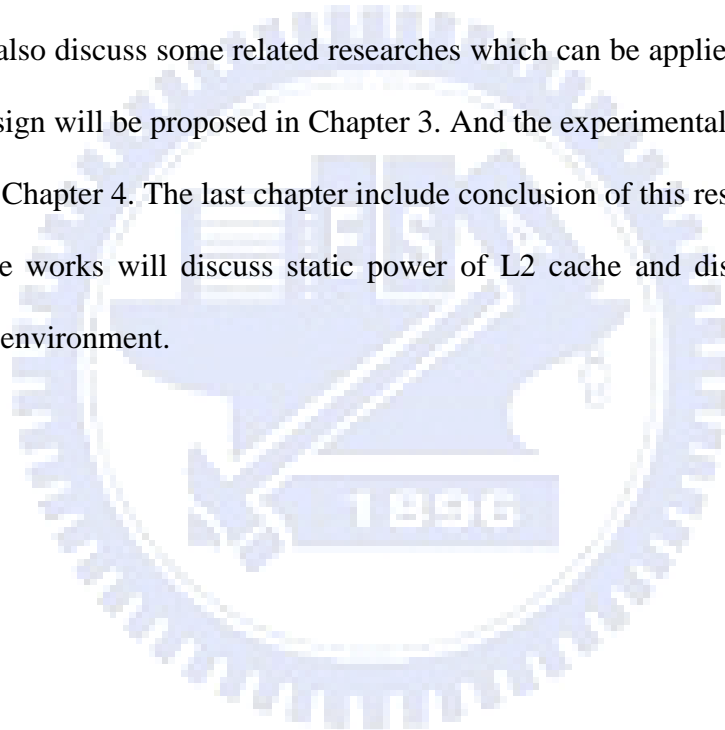 also discuss some related researches which can be applie
sign will be proposed in Chapter 3. And the experimental
Chapter 4. The last chapter include conclusion of this res
e works will discuss static power of L2 cache and dis
environment.
ES
1896